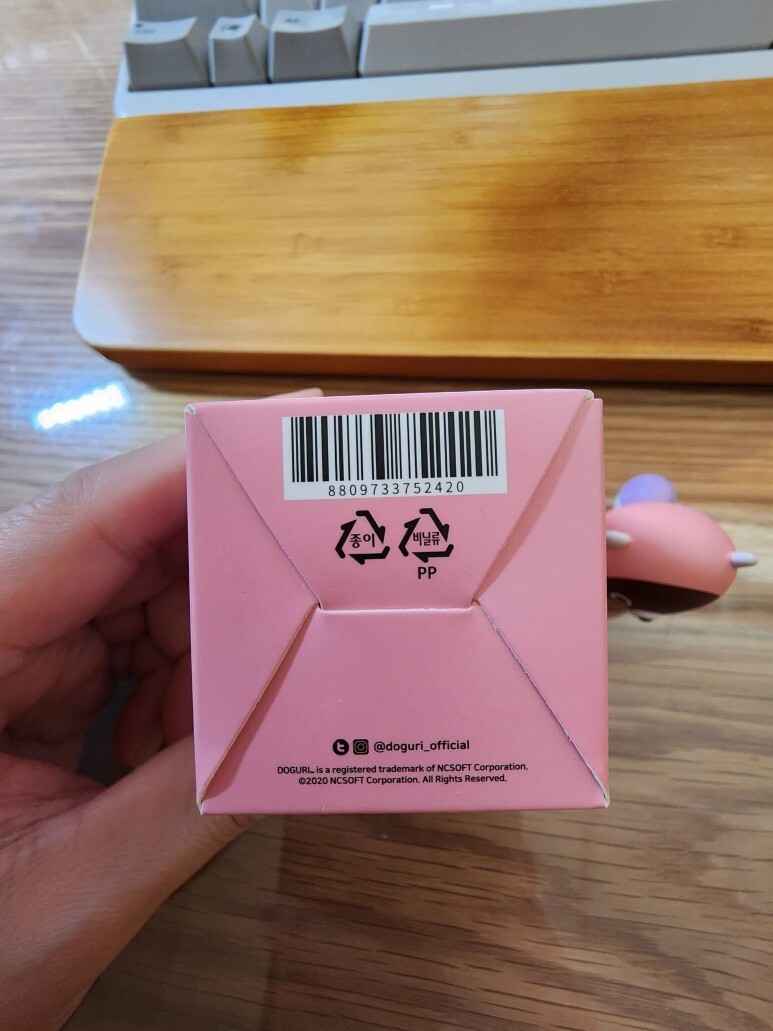 8809733752420
종이
비닐류
PP
@doguri_official
DOGURI™ is a registered trademark of NCSOFT Corporation.
©2020 NCSOFT Corporation. All Rights Reserved.